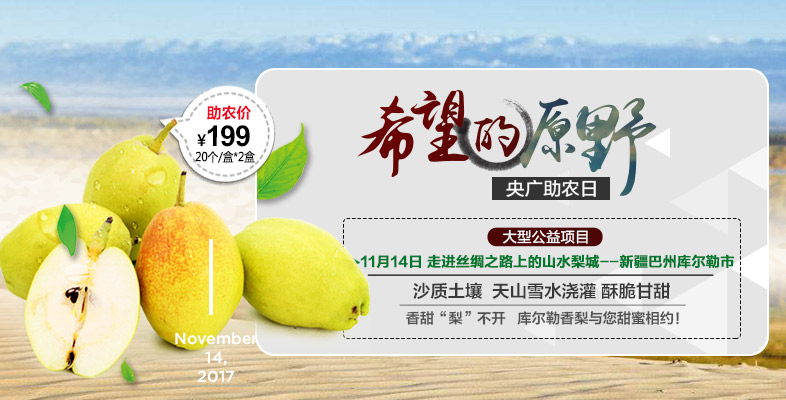 助农价
¥199
20个/盒*2盒
希望的原野
央广助农日
大型公益项目
11月14日 走进丝绸之路上的山水梨城--新疆巴州库尔勒市
沙质土壤 天山雪水浇灌 酥脆甘甜
香甜“梨”不开 库尔勒香梨与您甜蜜相约!
November
14,
2017